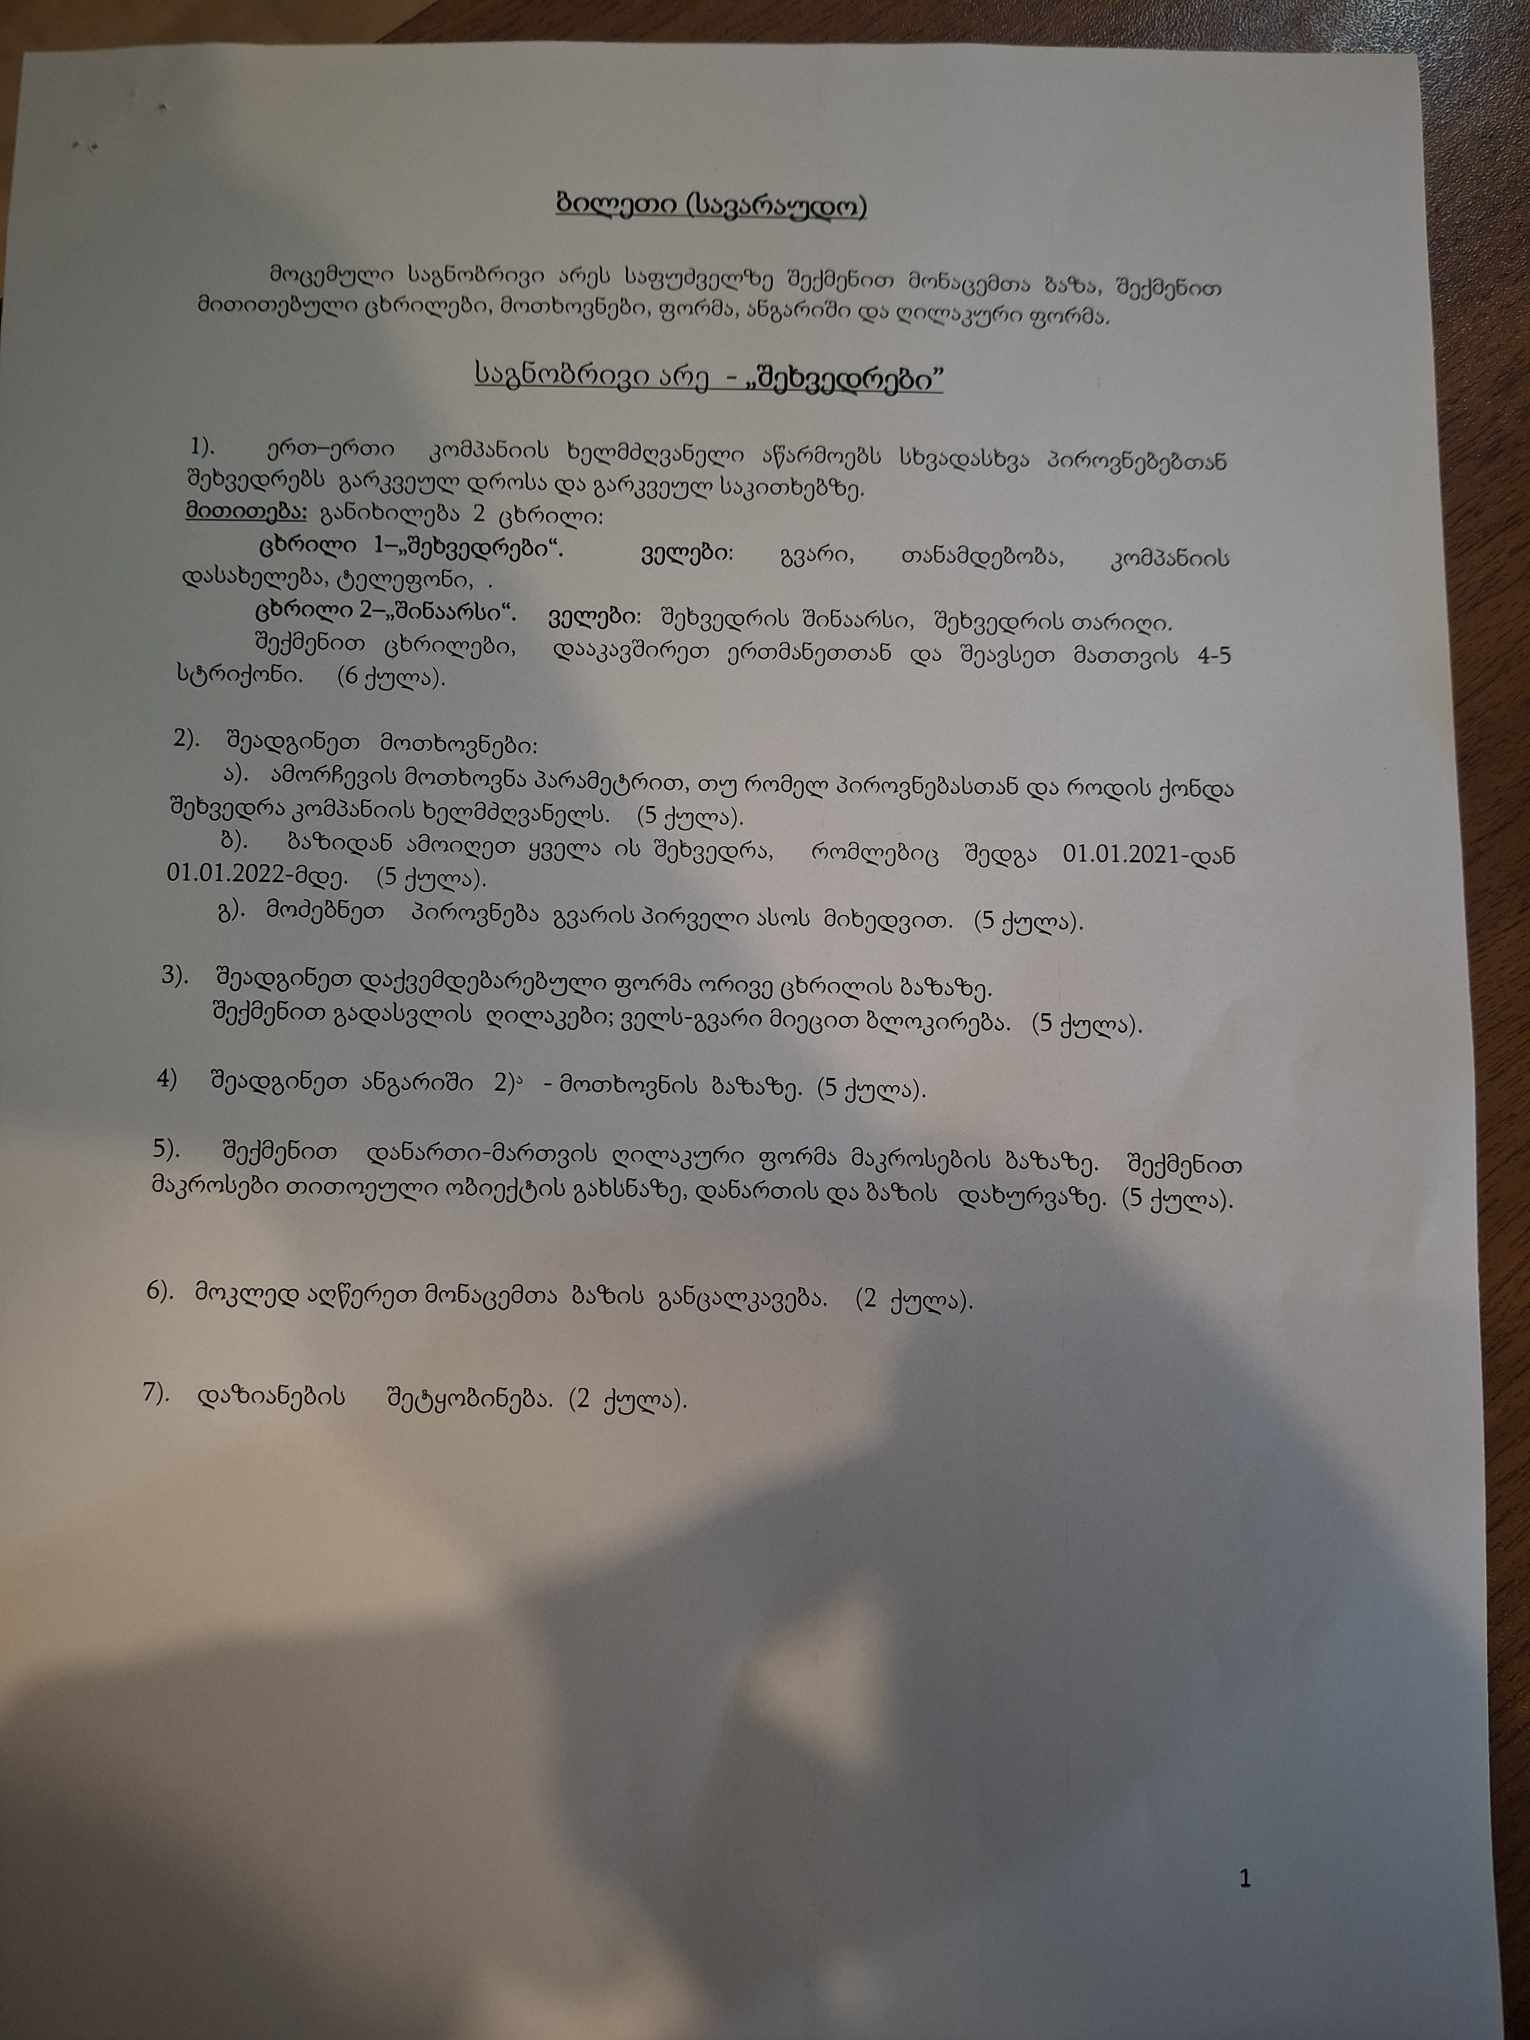 ბილეთი (სავარაუდო)
მოცემული საგნობრივი არეს საფუძველზე შექმენით მონაცემთა ბაზა, შექმენით
მითითებული ცხრილები, მოთხოვნები, ფორმა, ანგარიში და ღილაკური ფორმა.
საგნობრივი არე - „შეხვედრები”
1). ერთ–ერთი კომპანიის ხელმძღვანელი აწარმოებს სხვადასხვა პიროვნებებთან
შეხვედრებს გარკვეულ დროსა და გარკვეულ საკითხებზე.
მითითება: განიხილება 2 ცხრილი:
ცხრილი 1–„შეხვედრები“. ველები: გვარი, თანამდებობა, კომპანიის
დასახელება, ტელეფონი, .
ცხრილი 2–„შინაარსი“. ველები: შეხვედრის შინაარსი, შეხვედრის თარიღი.
შექმენით ცხრილები, დააკავშირეთ ერთმანეთთან და შეავსეთ მათთვის 4-5
სტრიქონი. (6 ქულა).
2). შეადგინეთ მოთხოვნები:
ა). ამორჩევის მოთხოვნა პარამეტრით, თუ რომელ პიროვნებასთან და როდის ქონდა
შეხვედრა კომპანიის ხელმძღვანელს. (5 ქულა).
ბ). ბაზიდან ამოიღეთ ყველა ის შეხვედრა, რომლებიც შედგა 01.01.2021-დან
01.01.2022-მდე. (5 ქულა).
გ). მოძებნეთ პიროვნება გვარის პირველი ასოს მიხედვით. (5 ქულა).
3). შეადგინეთ დაქვემდებარებული ფორმა ორივე ცხრილის ბაზაზე.
შექმენით გადასვლის ღილაკები; ველს-გვარი მიეცით ბლოკირება. (5 ქულა).
4) შეადგინეთ ანგარიში 2)ა - მოთხოვნის ბაზაზე. (5 ქულა).
5). შექმენით დანართი-მართვის ღილაკური ფორმა მაკროსების ბაზაზე. შექმენით
მაკროსები თითოეული ობიექტის გახსნაზე, დანართის და ბაზის დახურვაზე. (5 ქულა).
6). მოკლედ აღწერეთ მონაცემთა ბაზის განცალკავება. (2 ქულა).
7). დაზიანების შეტყობინება. (2 ქულა).
1